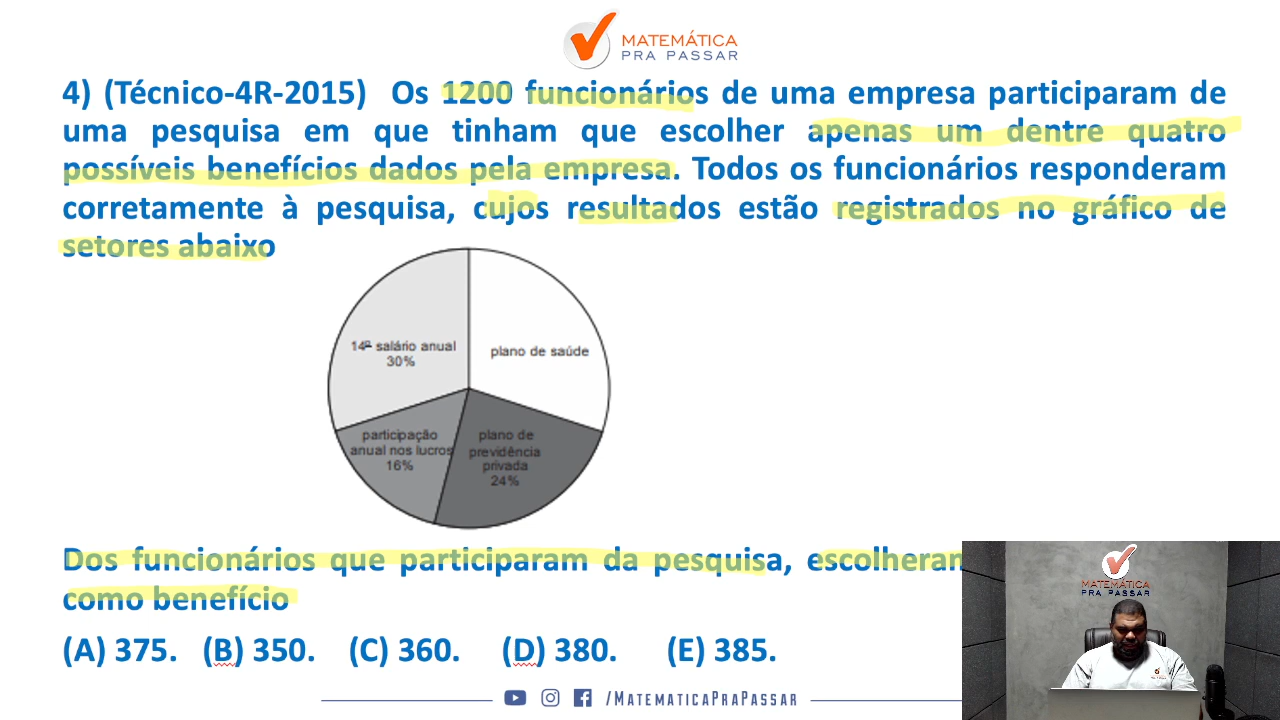 MATEMÁTICA
PRA PASSAR
4) (Técnico-4R-2015) Os 1200 funcionários de uma empresa participaram de
uma pesquisa em que tinham que escolher apenas um dentre quatro
possíveis benefícios dados pela empresa. Todos os funcionários responderam
corretamente à pesquisa, cujos resultados estão registrados no gráfico de
setores abaixo
14º salário anual
30%
plano de saúde
participação
anual nos lucros
16%
plano de
previdência
privada
24%
Dos funcionários que participaram da pesquisa, escolheram
como benefício
(A) 375. (B) 350. (C) 360. (D) 380. (E) 385.
/MatematicaPraPassar
MATEMÁTICA
PRA PASSAR